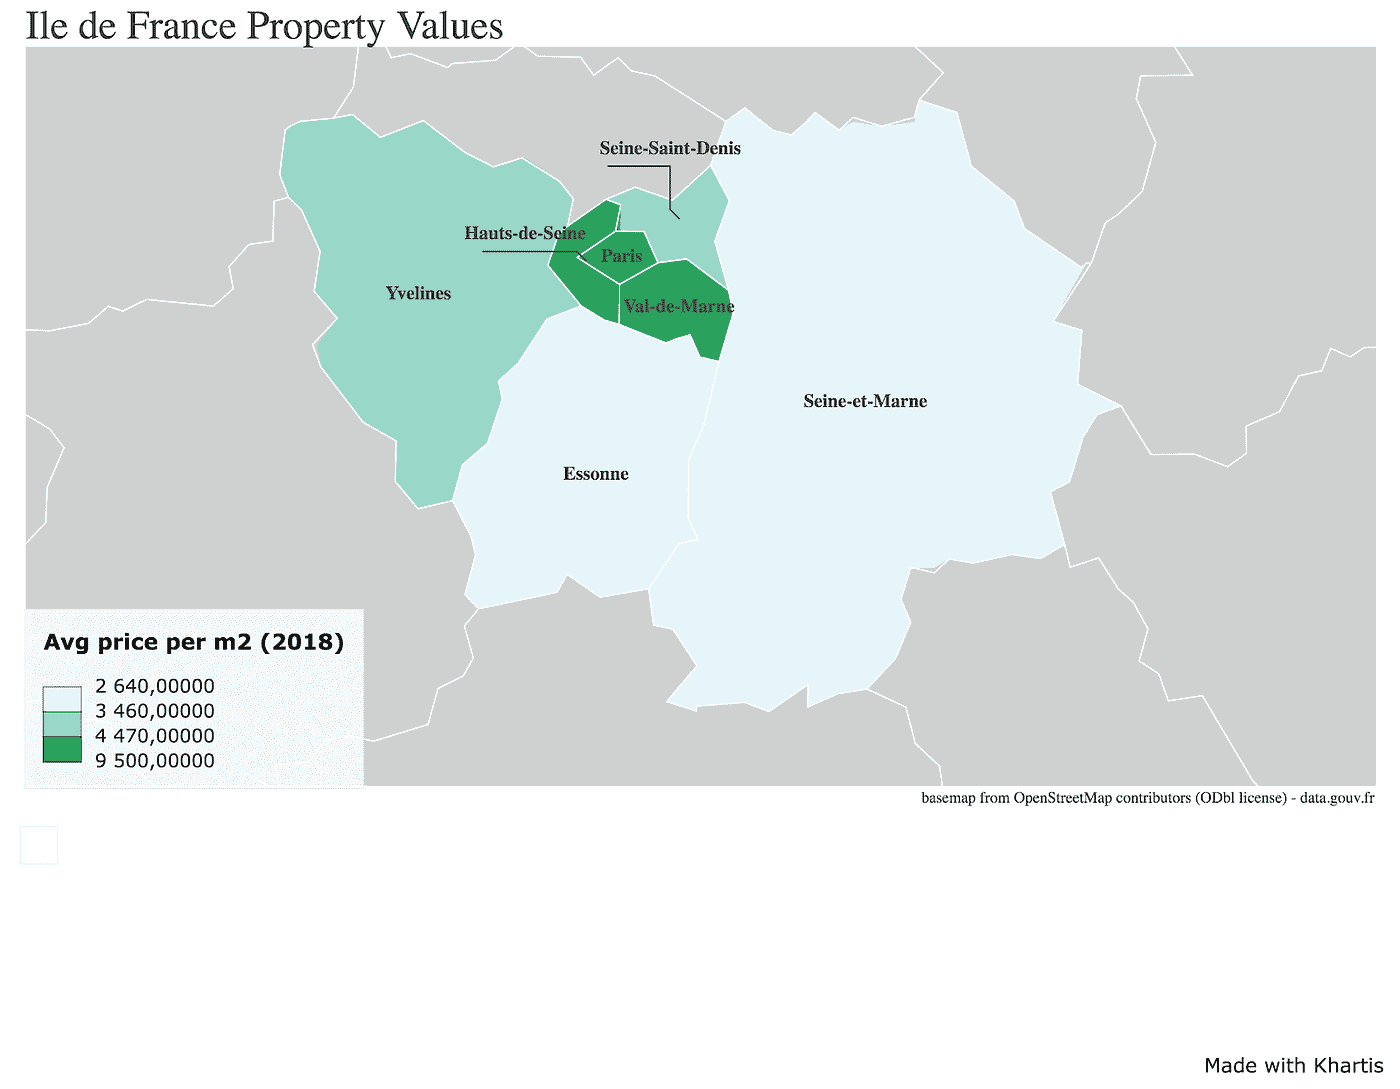 Ile de France Property Values
Seine-Saint-Denis
Hauts-de-Seine
Paris
Yvelines
Val-de-Marne
Seine-et-Marne
Essonne
Avg price per m2 (2018)
2 640,00000
3 460,00000
4 470,00000
9 500,00000
basemap from OpenStreetMap contributors (ODbl license) - data.gouv.fr
Made with Khartis